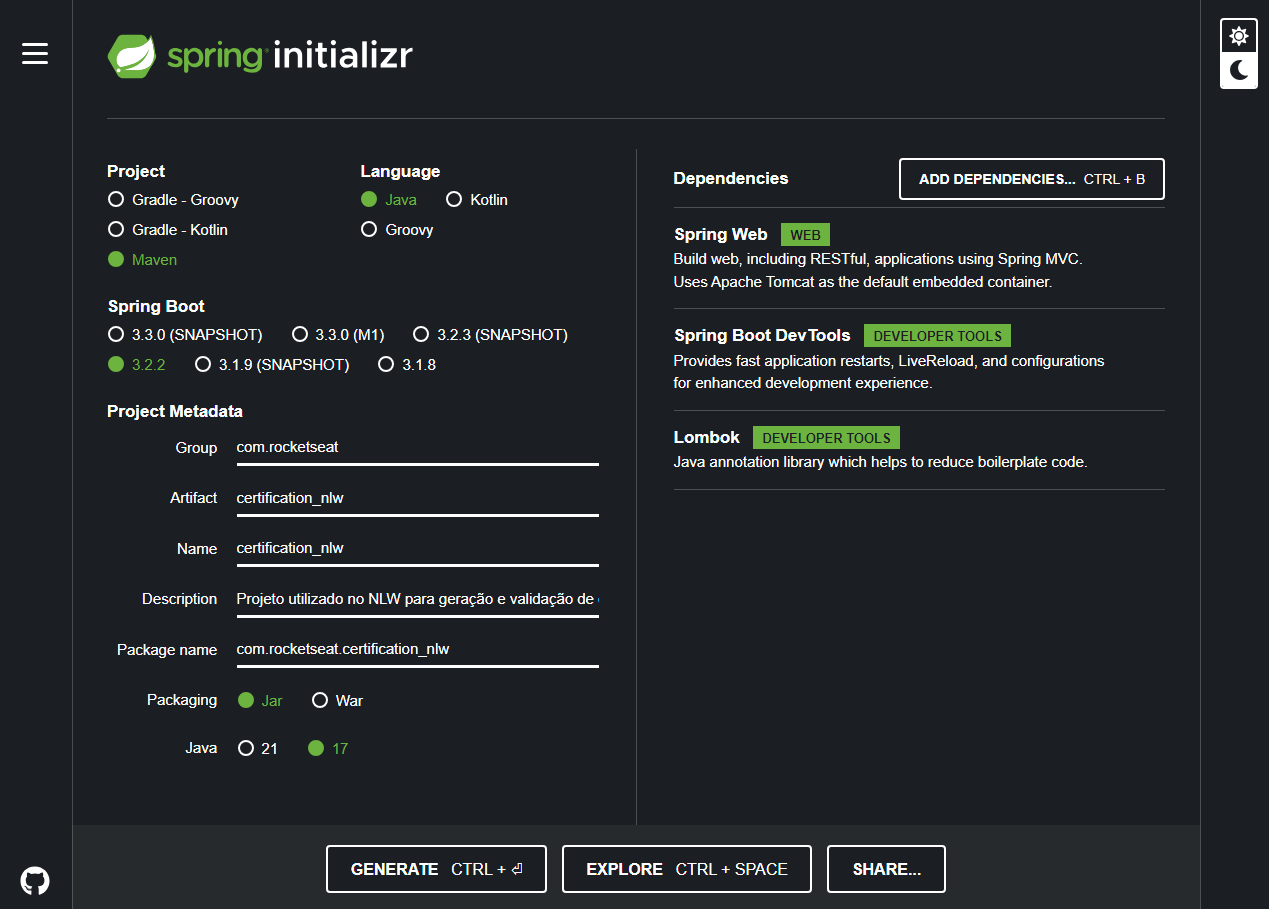 spring initializr
Project
Gradle - Groovy
Gradle - Kotlin
Maven
Language
Java Kotlin
Groovy
Spring Boot
3.3.0 (SNAPSHOT) 3.3.0 (M1) 3.2.3 (SNAPSHOT)
3.2.2 3.1.9 (SNAPSHOT) 3.1.8
Project Metadata
Group com.rocketseat
Artifact certification_nlw
Name certification_nlw
Description Projeto utilizado no NLW para geração e validação de
Package name com.rocketseat.certification_nlw
Packaging Jar War
Java 21 17
Dependencies ADD DEPENDENCIES... CTRL + B
Spring Web WEB
Build web, including RESTful, applications using Spring MVC.
Uses Apache Tomcat as the default embedded container.
Spring Boot DevTools DEVELOPER TOOLS
Provides fast application restarts, LiveReload, and configurations
for enhanced development experience.
Lombok DEVELOPER TOOLS
Java annotation library which helps to reduce boilerplate code.
GENERATE CTRL + ⏎ EXPLORE CTRL + SPACE SHARE...